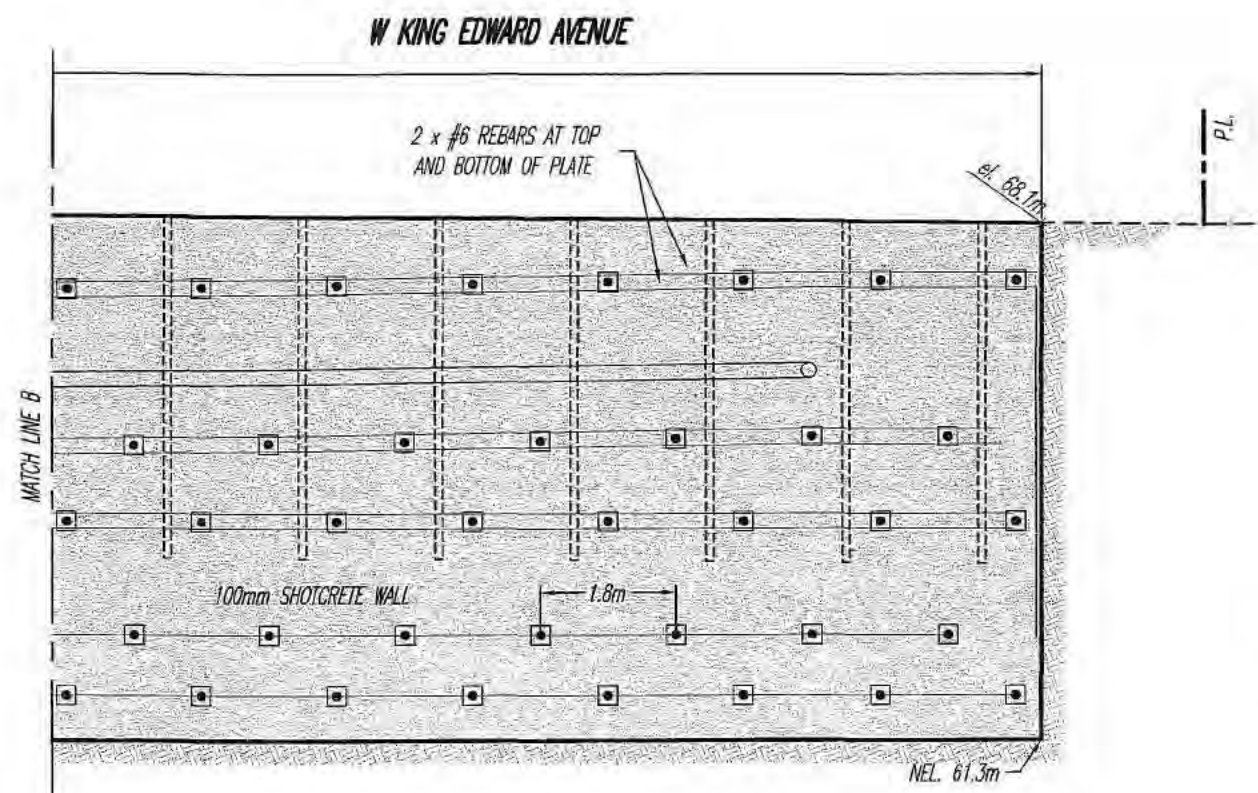 W KING EDWARD AVENUE
2 x #6 REBARS AT TOP
AND BOTTOM OF PLATE
P.L.
el. 68.1m
MATCH LINE B
100mm SHOTCRETE WALL
1.8m
NEL. 61.3m